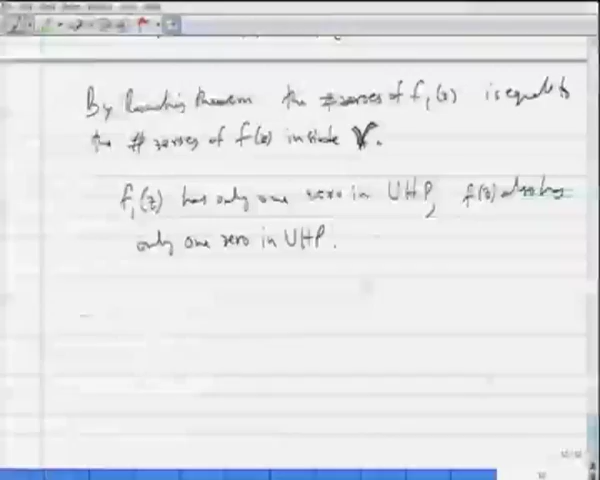 By Rouche's theorem the # zeroes of f₁(z) is equal to
the # zeroes of f(z) inside γ.
f₁(z) has only one zero in UHP, f(z) also has
only one zero in UHP.